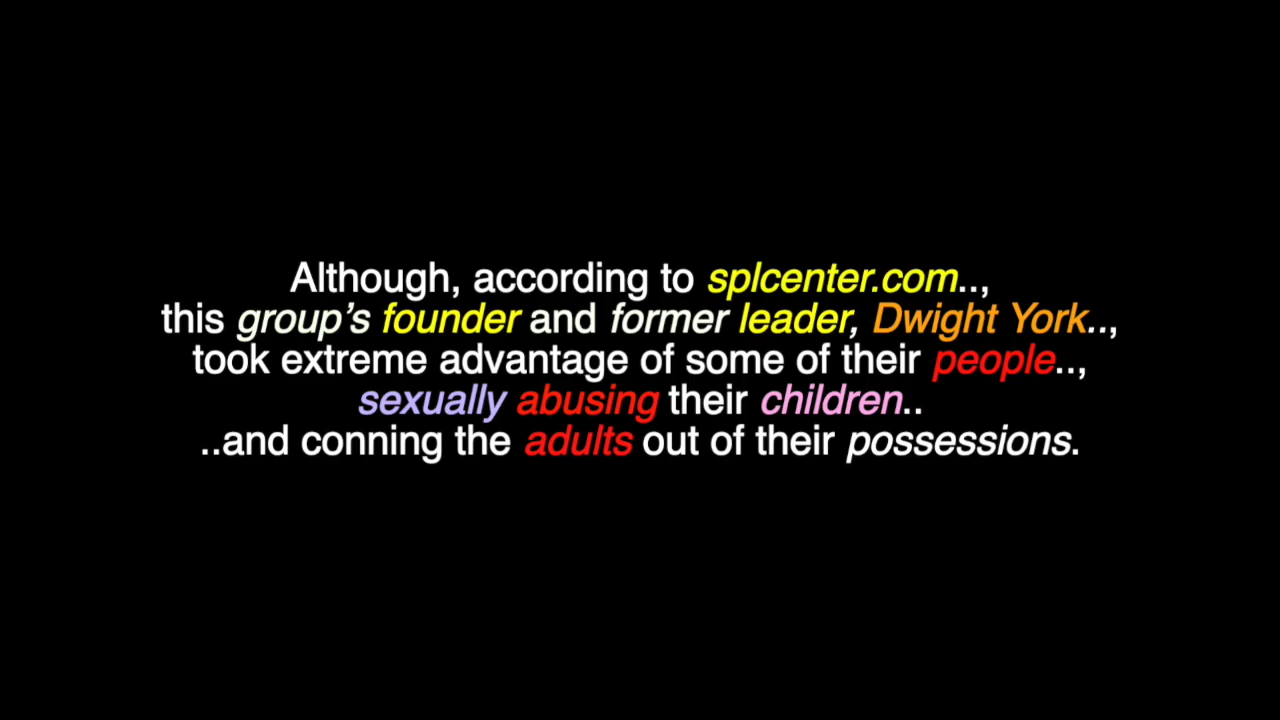 Although, according to splcenter.com..,
this group's founder and former leader, Dwight York..,
took extreme advantage of some of their people..,
sexually abusing their children..
..and conning the adults out of their possessions.